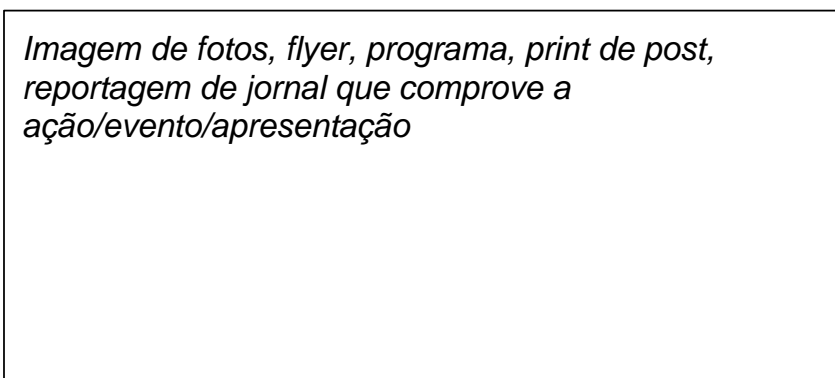 Imagem de fotos, flyer, programa, print de post,
reportagem de jornal que comprove a
ação/evento/apresentação